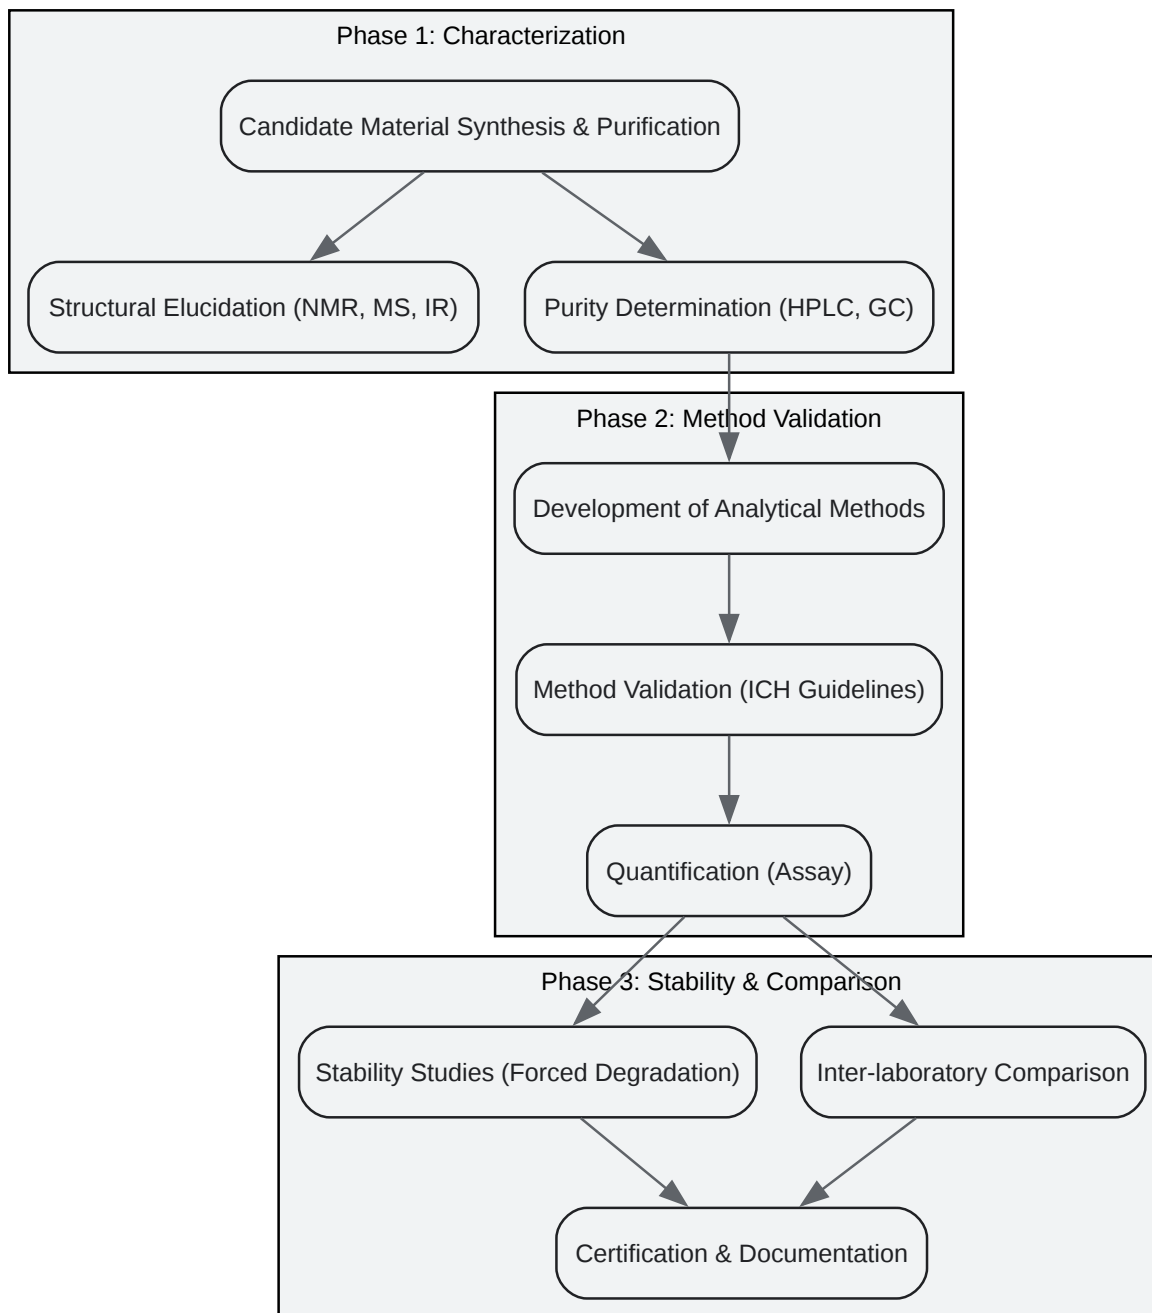 Phase 1: Characterization
Candidate Material Synthesis & Purification
Structural Elucidation (NMR, MS, IR)
Purity Determination (HPLC, GC)
Phase 2: Method Validation
Development of Analytical Methods
Method Validation (ICH Guidelines)
Quantification (Assay)
Phase 3: Stability & Comparison
Stability Studies (Forced Degradation)
Inter-laboratory Comparison
Certification & Documentation